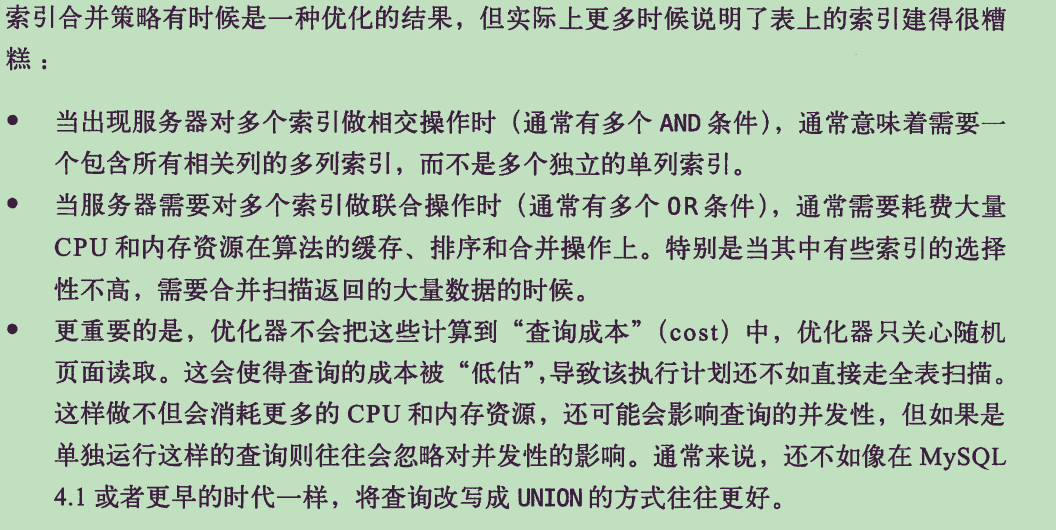 索引合并策略有时候是一种优化的结果，但实际上更多时候说明了表上的索引建得很糟
糕：
● 当出现服务器对多个索引做相交操作时（通常有多个 AND 条件），通常意味着需要一
个包含所有相关列的多列索引，而不是多个独立的单列索引。
● 当服务器需要对多个索引做联合操作时（通常有多个 OR 条件），通常需要耗费大量
CPU 和内存资源在算法的缓存、排序和合并操作上。特别是当其中有些索引的选择
性不高，需要合并扫描返回的大量数据的时候。
● 更重要的是，优化器不会把这些计算到“查询成本”（cost）中，优化器只关心随机
页面读取。这会使得查询的成本被“低估”，导致该执行计划还不如直接走全表扫描。
这样做不但会消耗更多的 CPU 和内存资源，还可能会影响查询的并发性，但如果是
单独运行这样的查询则往往会忽略对并发性的影响。通常来说，还不如像在 MySQL
4.1 或者更早的时代一样，将查询改写成 UNION 的方式往往更好。